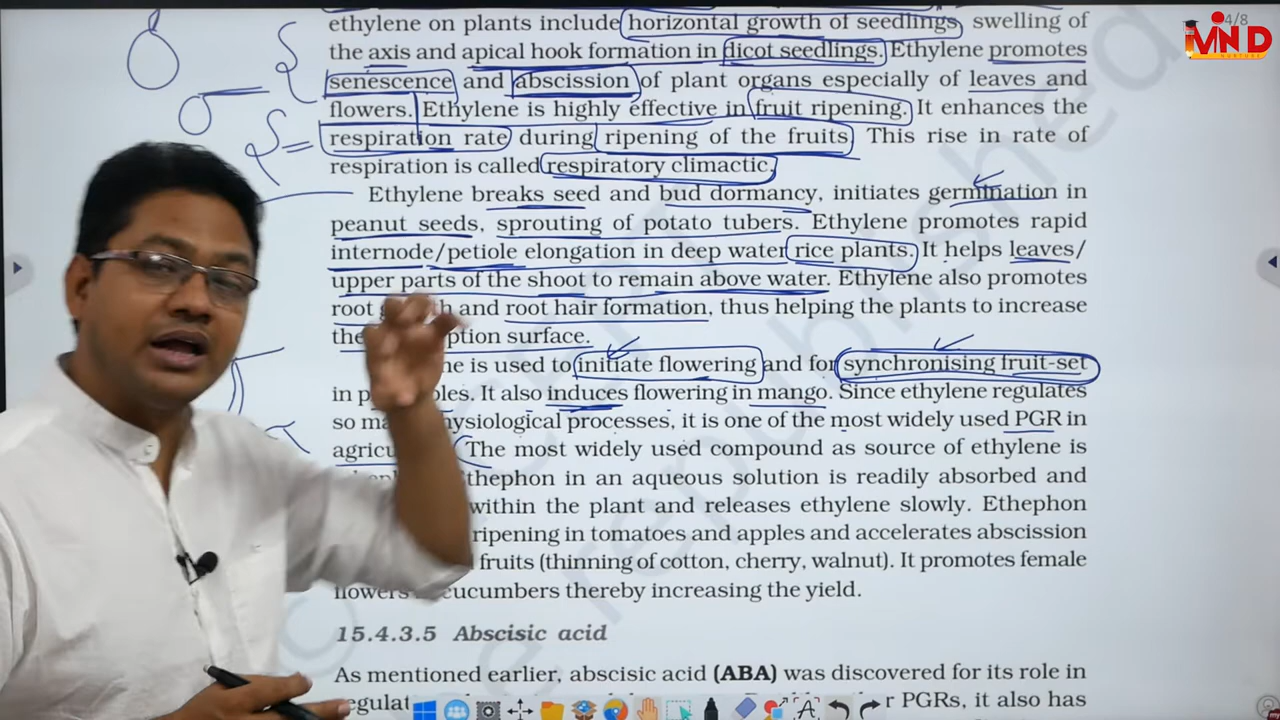 4/8
MIND
ethylene on plants include horizontal growth of seedlings, swelling of
the axis and apical hook formation in dicot seedlings. Ethylene promotes
senescence and abscission of plant organs especially of leaves and
flowers. Ethylene is highly effective in fruit ripening. It enhances the
respiration rate during ripening of the fruits. This rise in rate of
respiration is called respiratory climactic.
Ethylene breaks seed and bud dormancy, initiates germination in
peanut seeds, sprouting of potato tubers. Ethylene promotes rapid
internode/petiole elongation in deep water rice plants. It helps leaves/
upper parts of the shoot to remain above water. Ethylene also promotes
root and root hair formation, thus helping the plants to increase
the ption surface.
ne is used to initiate flowering and for synchronising fruit-set
in p les. It also induces flowering in mango. Since ethylene regulates
so ma ysiological processes, it is one of the most widely used PGR in
agricu The most widely used compound as source of ethylene is
thephon in an aqueous solution is readily absorbed and
within the plant and releases ethylene slowly. Ethephon
ripening in tomatoes and apples and accelerates abscission
fruits (thinning of cotton, cherry, walnut). It promotes female
flowers cucumbers thereby increasing the yield.
15.4.3.5 Abscisic acid
As mentioned earlier, abscisic acid (ABA) was discovered for its role in
regulat r PGRs, it also has